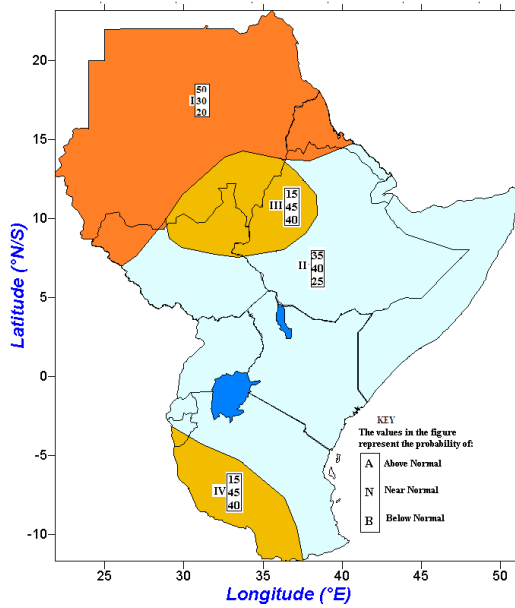 20
15
10
5
0
-5
-10
25
30
35
40
45
50
Latitude (°N/S)
Longitude (°E)
I
50
30
20
III
15
45
40
II
35
40
25
IV
15
45
40
KEY
The values in the figure
represent the probability of:
A Above Normal
N Near Normal
B Below Normal